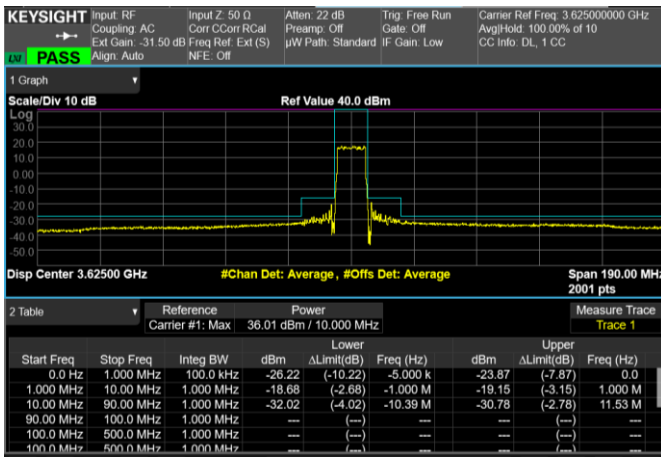 KEYSIGHT Input: RF Input Z: 50 Ω Atten: 22 dB Trig: Free Run Carrier Ref Freq: 3.625000000 GHz
Coupling: AC Corr CCorr RCal Preamp: Off Gate: Off Avg|Hold: 100.00% of 10
Ext Gain: -31.50 dB Freq Ref: Ext (S) µW Path: Standard IF Gain: Low CC Info: DL, 1 CC
LXI PASS Align: Auto NFE: Off
1 Graph
Scale/Div 10 dB Ref Value 40.0 dBm
Log
30.0
20.0
10.0
0.00
-10.0
-20.0
-30.0
-40.0
-50.0
Disp Center 3.62500 GHz #Chan Det: Average , #Offs Det: Average Span 190.00 MHz
2001 pts
2 Table Reference Power Measure Trace
Carrier #1: Max 36.01 dBm / 10.000 MHz Trace 1
Lower Upper
Start Freq Stop Freq Integ BW dBm ΔLimit(dB) Freq (Hz) dBm ΔLimit(dB) Freq (Hz)
0.0 Hz 1.000 MHz 100.0 kHz -26.22 (-10.22) -5.000 k -23.87 (-7.87) 0.0
1.000 MHz 10.00 MHz 1.000 MHz -18.68 (-2.68) -1.000 M -19.15 (-3.15) 1.000 M
10.00 MHz 90.00 MHz 1.000 MHz -32.02 (-4.02) -10.39 M -30.78 (-2.78) 11.53 M
90.00 MHz 100.0 MHz 1.000 MHz --- (---) --- --- (---) ---
100.0 MHz 500.0 MHz 1.000 MHz --- (---) --- --- (---) ---
100.0 MHz 500.0 MHz 1.000 MHz --- (---) --- --- (---) ---